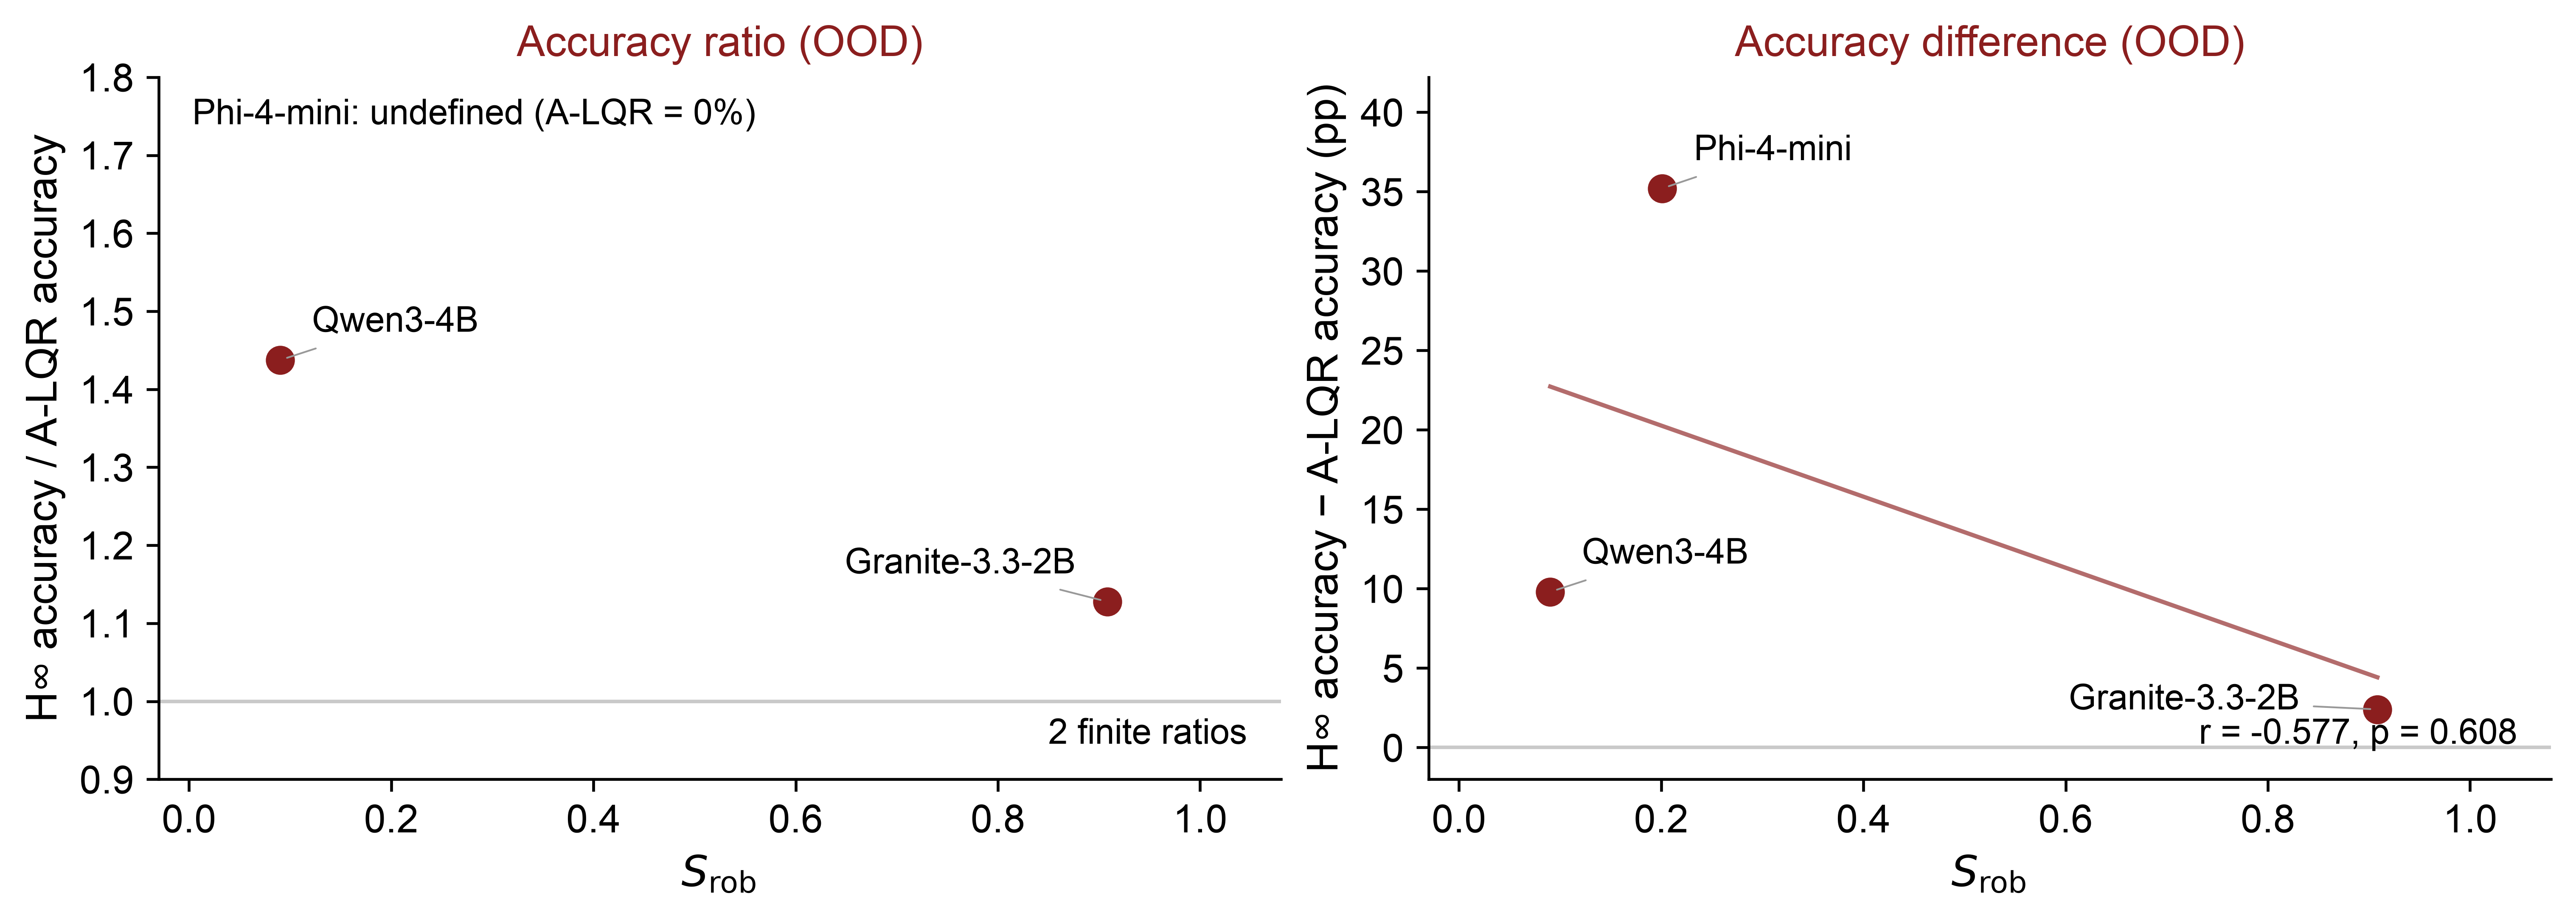 Accuracy ratio (OOD)
H∞ accuracy / A-LQR accuracy
1.8
1.7
1.6
1.5
1.4
1.3
1.2
1.1
1.0
0.9
Phi-4-mini: undefined (A-LQR = 0%)
Qwen3-4B
Granite-3.3-2B
2 finite ratios
0.0 0.2 0.4 0.6 0.8 1.0
S_rob
Accuracy difference (OOD)
H∞ accuracy − A-LQR accuracy (pp)
40
35
30
25
20
15
10
5
0
Phi-4-mini
Qwen3-4B
Granite-3.3-2B
r = -0.577, p = 0.608
0.0 0.2 0.4 0.6 0.8 1.0
S_rob